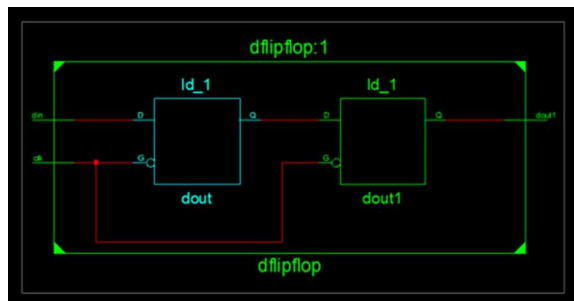 dflipflop:1
ld_1 ld_1
din D Q D Q dout1
clk G G
dout dout1
dflipflop